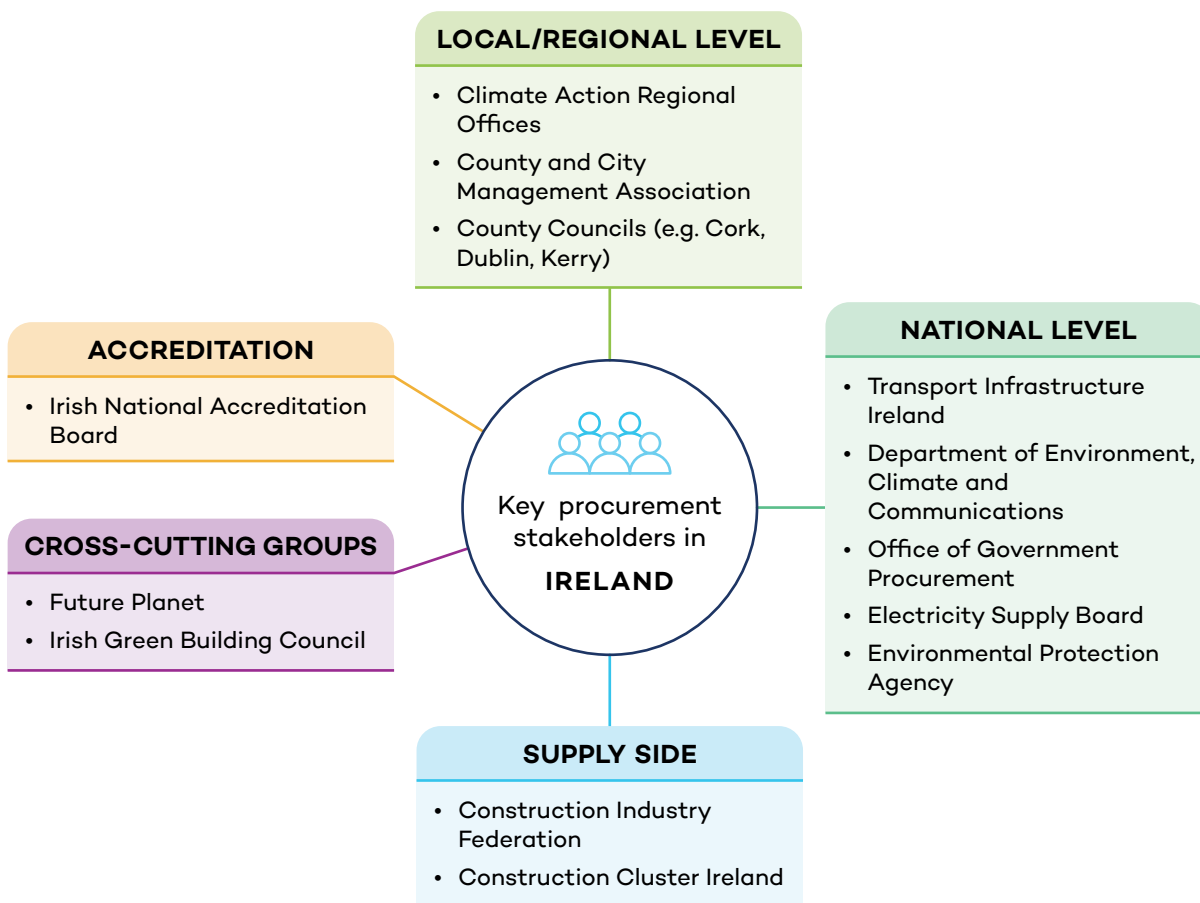 LOCAL/REGIONAL LEVEL
• Climate Action Regional
Offices
• County and City
Management Association
• County Councils (e.g. Cork,
Dublin, Kerry)
ACCREDITATION
• Irish National Accreditation
Board
NATIONAL LEVEL
• Transport Infrastructure
Ireland
• Department of Environment,
Climate and
Communications
• Office of Government
Procurement
• Electricity Supply Board
• Environmental Protection
Agency
Key procurement
stakeholders in
IRELAND
CROSS-CUTTING GROUPS
• Future Planet
• Irish Green Building Council
SUPPLY SIDE
• Construction Industry
Federation
• Construction Cluster Ireland